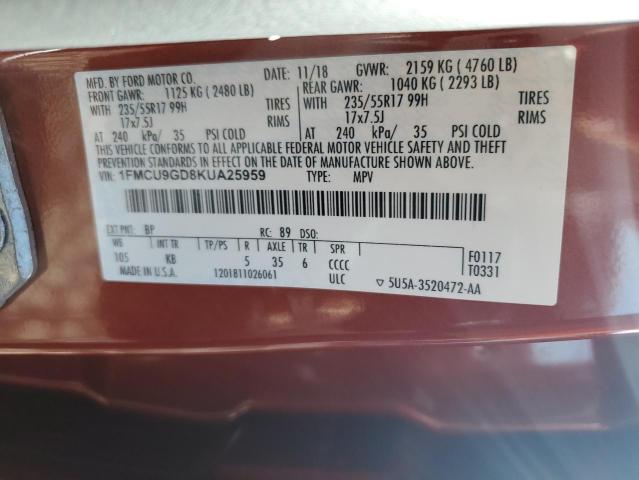 MFD. BY FORD MOTOR CO. DATE: 11/18 GVWR: 2159 KG ( 4760 LB)
FRONT GAWR: 1125 KG ( 2480 LB) REAR GAWR: 1040 KG ( 2293 LB)
WITH 235/55R17 99H TIRES WITH 235/55R17 99H TIRES
17x7.5J RIMS 17x7.5J RIMS
AT 240 kPa/ 35 PSI COLD AT 240 kPa/ 35 PSI COLD
THIS VEHICLE CONFORMS TO ALL APPLICABLE FEDERAL MOTOR VEHICLE SAFETY AND THEFT
PREVENTION STANDARDS IN EFFECT ON THE DATE OF MANUFACTURE SHOWN ABOVE.
VIN: 1FMCU9GD8KUA25959 TYPE: MPV
EXT PNT: BP RC: 89 DSO:
WB INT TR TP/PS R AXLE TR SPR F0117
105 KB 5 35 6 CCCC T0331
MADE IN U.S.A. 1201811026061 ULC ▽ 5U5A-3520472-AA